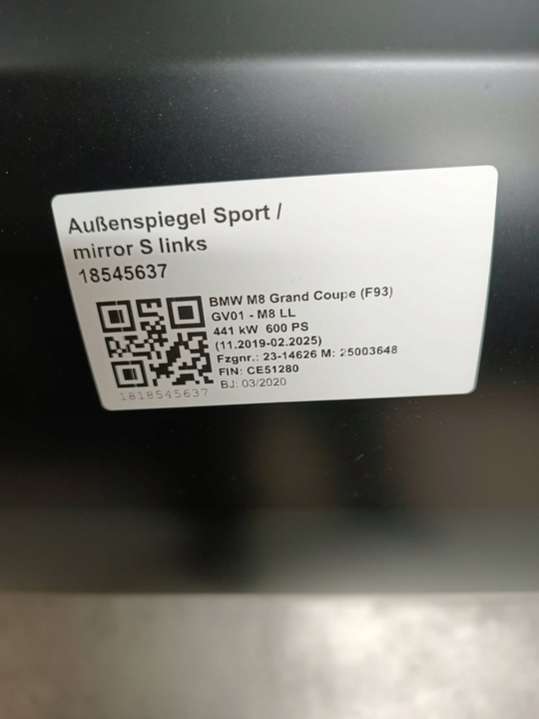 Außenspiegel Sport /
mirror S links
18545637
BMW M8 Grand Coupe (F93)
GV01 - M8 LL
441 kW 600 PS
(11.2019-02.2025)
Fzgnr.: 23-14626 M: 25003648
FIN: CE51280
BJ: 03/2020
1818545637